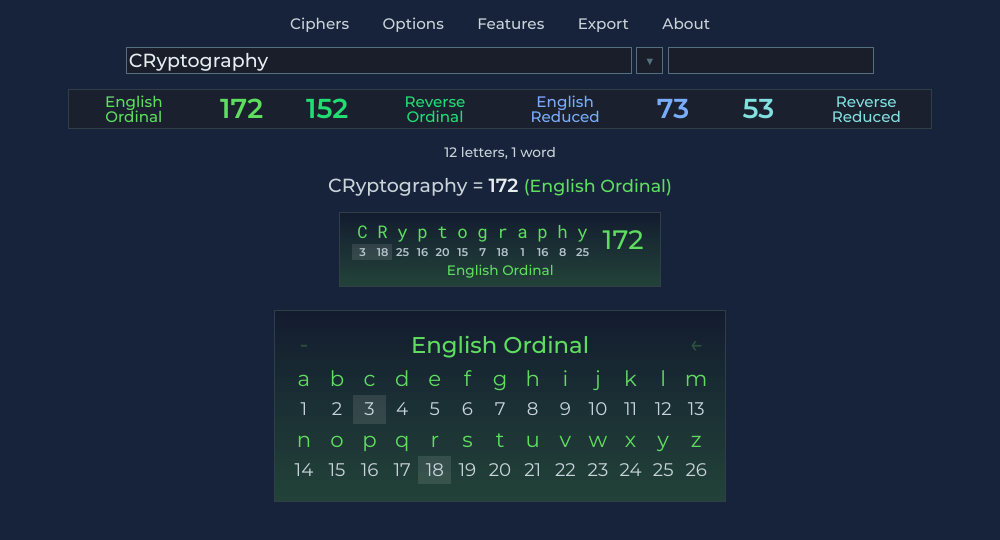 Ciphers Options Features Export About
CRyptography ▼
English Ordinal 172 152 Reverse Ordinal English Reduced 73 53 Reverse Reduced
12 letters, 1 word
CRyptography = 172 (English Ordinal)
C R y p t o g r a p h y 172
3 18 25 16 20 15 7 18 1 16 8 25
English Ordinal
- English Ordinal ←
a b c d e f g h i j k l m
1 2 3 4 5 6 7 8 9 10 11 12 13
n o p q r s t u v w x y z
14 15 16 17 18 19 20 21 22 23 24 25 26